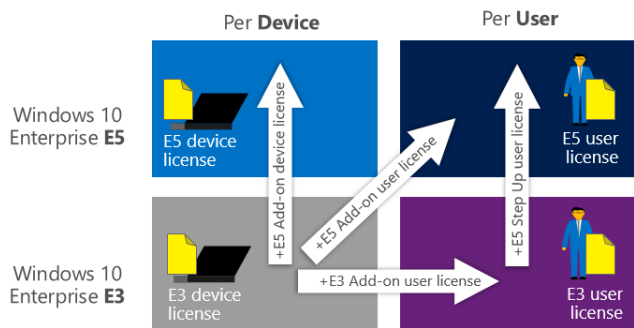 Per Device
Per User
Windows 10
Enterprise E5
E5 device
license
E5 user
license
+E5 Add-on device license
+E5 Add-on user license
+E5 Step Up user license
Windows 10
Enterprise E3
E3 device
license
+E3 Add-on user license
E3 user
license